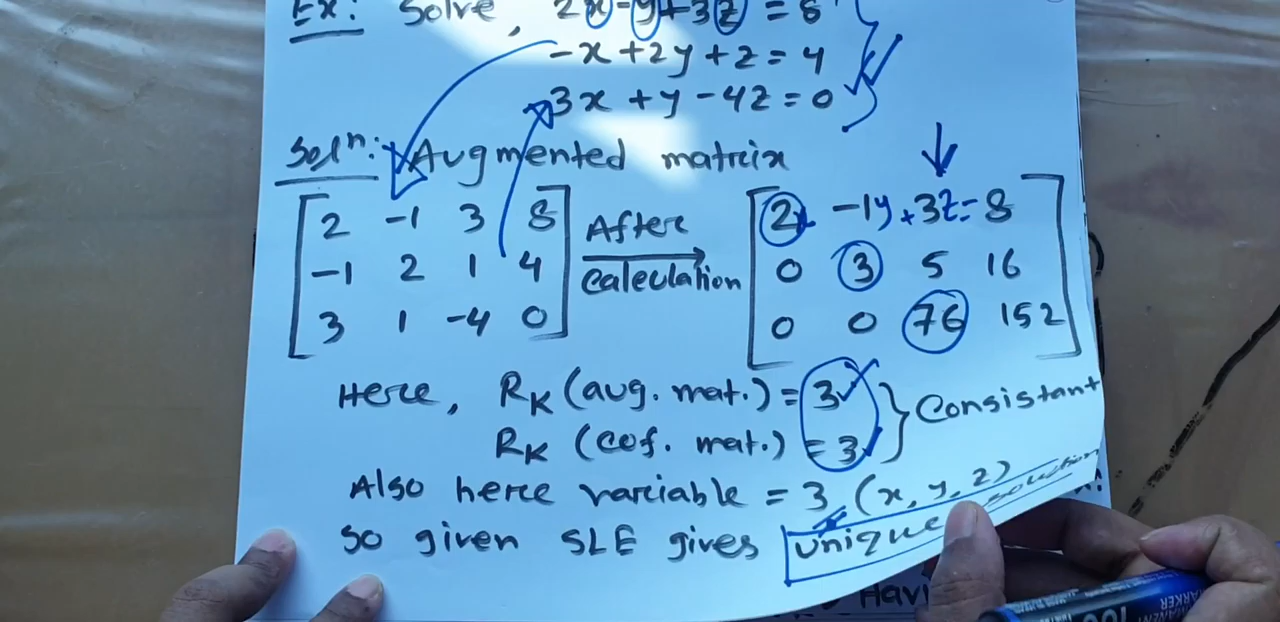 Ex: Solve, 2x-y+3z = 8
-x+2y+z = 4
3x+y-4z=0
Solⁿ: Augmented matrix
2 -1 3 8
-1 2 1 4
3 1 -4 0
After
calculation
2x -1y+3z=8
0 3 5 16
0 0 76 152
Here, RK (aug. mat.) = 3
RK (cof. mat.) = 3
} Consistant
Also here variable = 3 (x, y, z)
So given SLE gives unique solution
Havi
MARKER